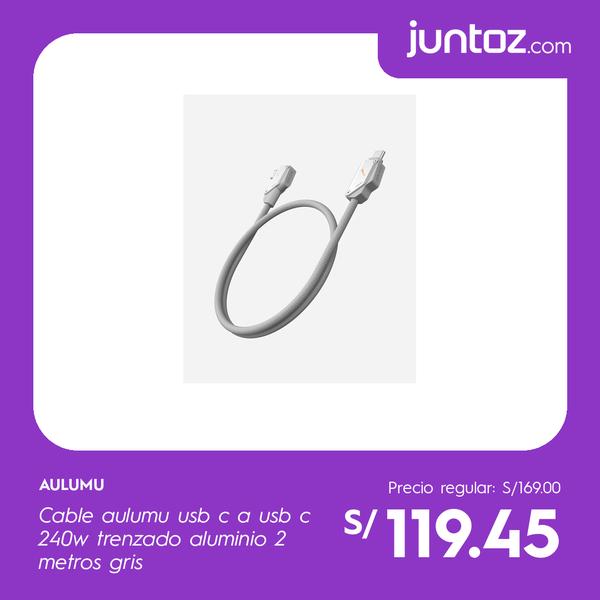 juntoz.com
AULUMU
Cable aulumu usb c a usb c
240w trenzado aluminio 2
metros gris
Precio regular: S/169.00
S/119.45